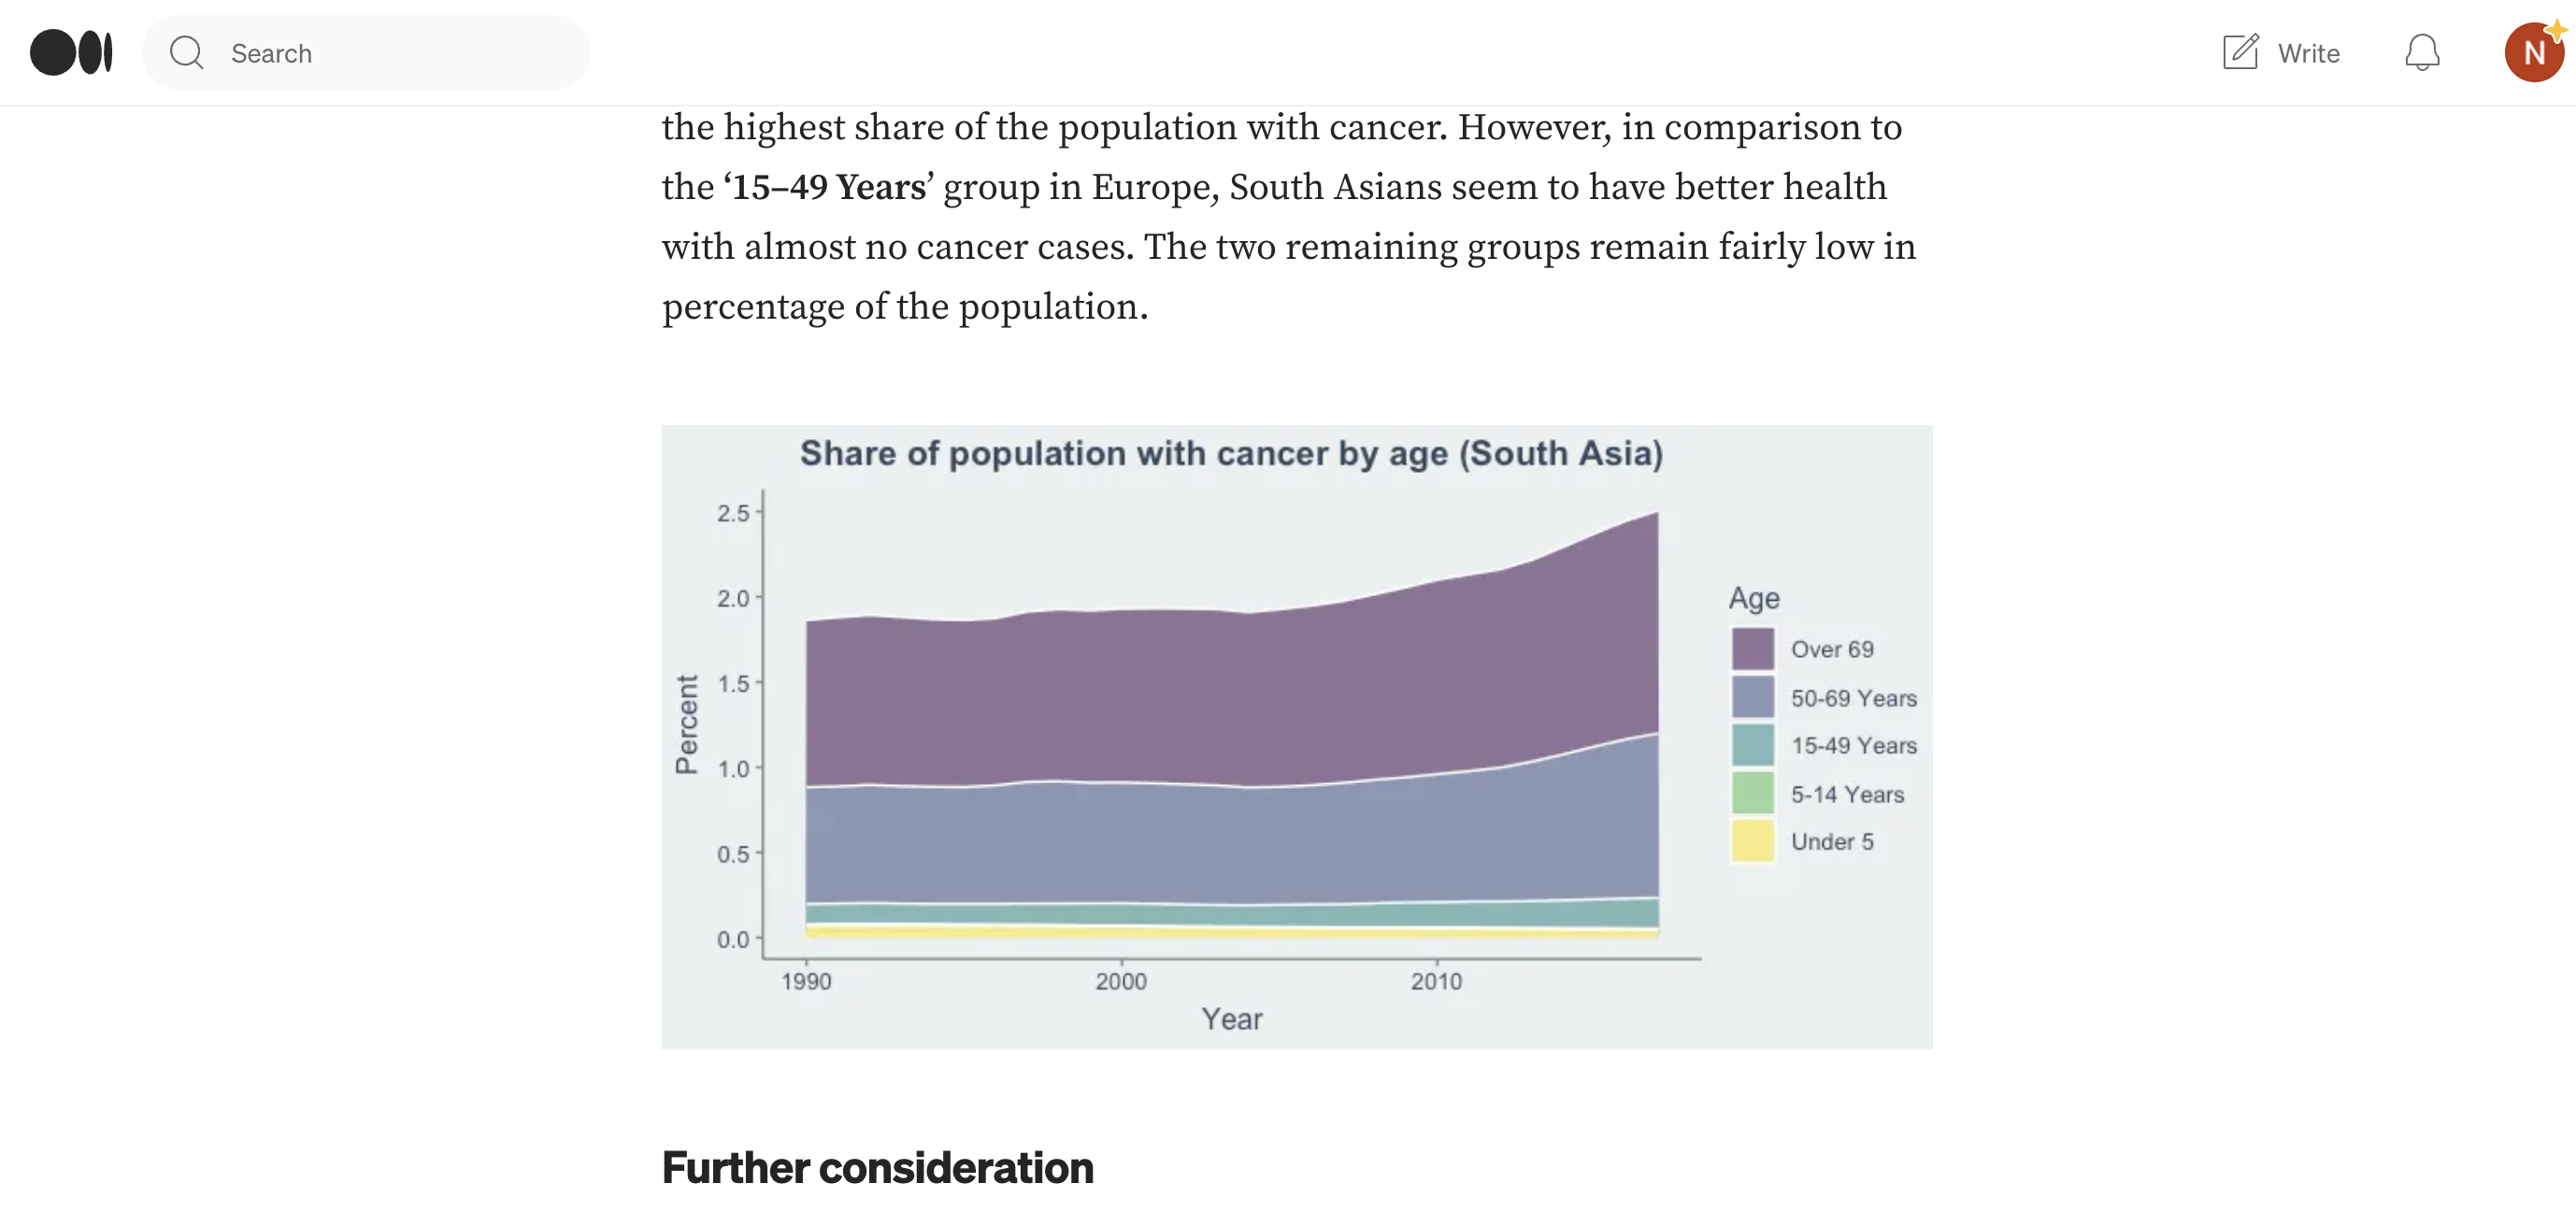 Search
Write
N
the highest share of the population with cancer. However, in comparison to
the ‘15–49 Years’ group in Europe, South Asians seem to have better health
with almost no cancer cases. The two remaining groups remain fairly low in
percentage of the population.
Share of population with cancer by age (South Asia)
Percent
2.5
2.0
1.5
1.0
0.5
0.0
1990 2000 2010
Year
Age
Over 69
50-69 Years
15-49 Years
5-14 Years
Under 5
Further consideration